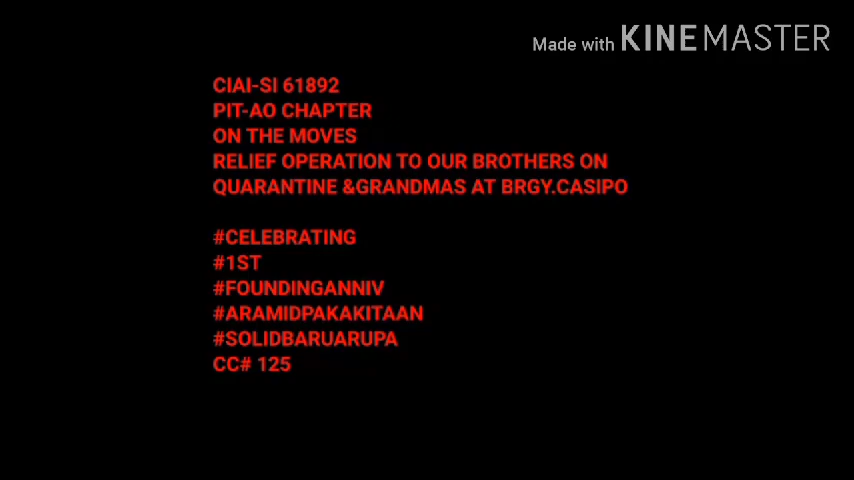 Made with KINEMASTER
CIAI-SI 61892
PIT-AO CHAPTER
ON THE MOVES
RELIEF OPERATION TO OUR BROTHERS ON
QUARANTINE &GRANDMAS AT BRGY.CASIPO
#CELEBRATING
#1ST
#FOUNDINGANNIV
#ARAMIDPAKAKITAAN
#SOLIDBARUARUPA
CC# 125